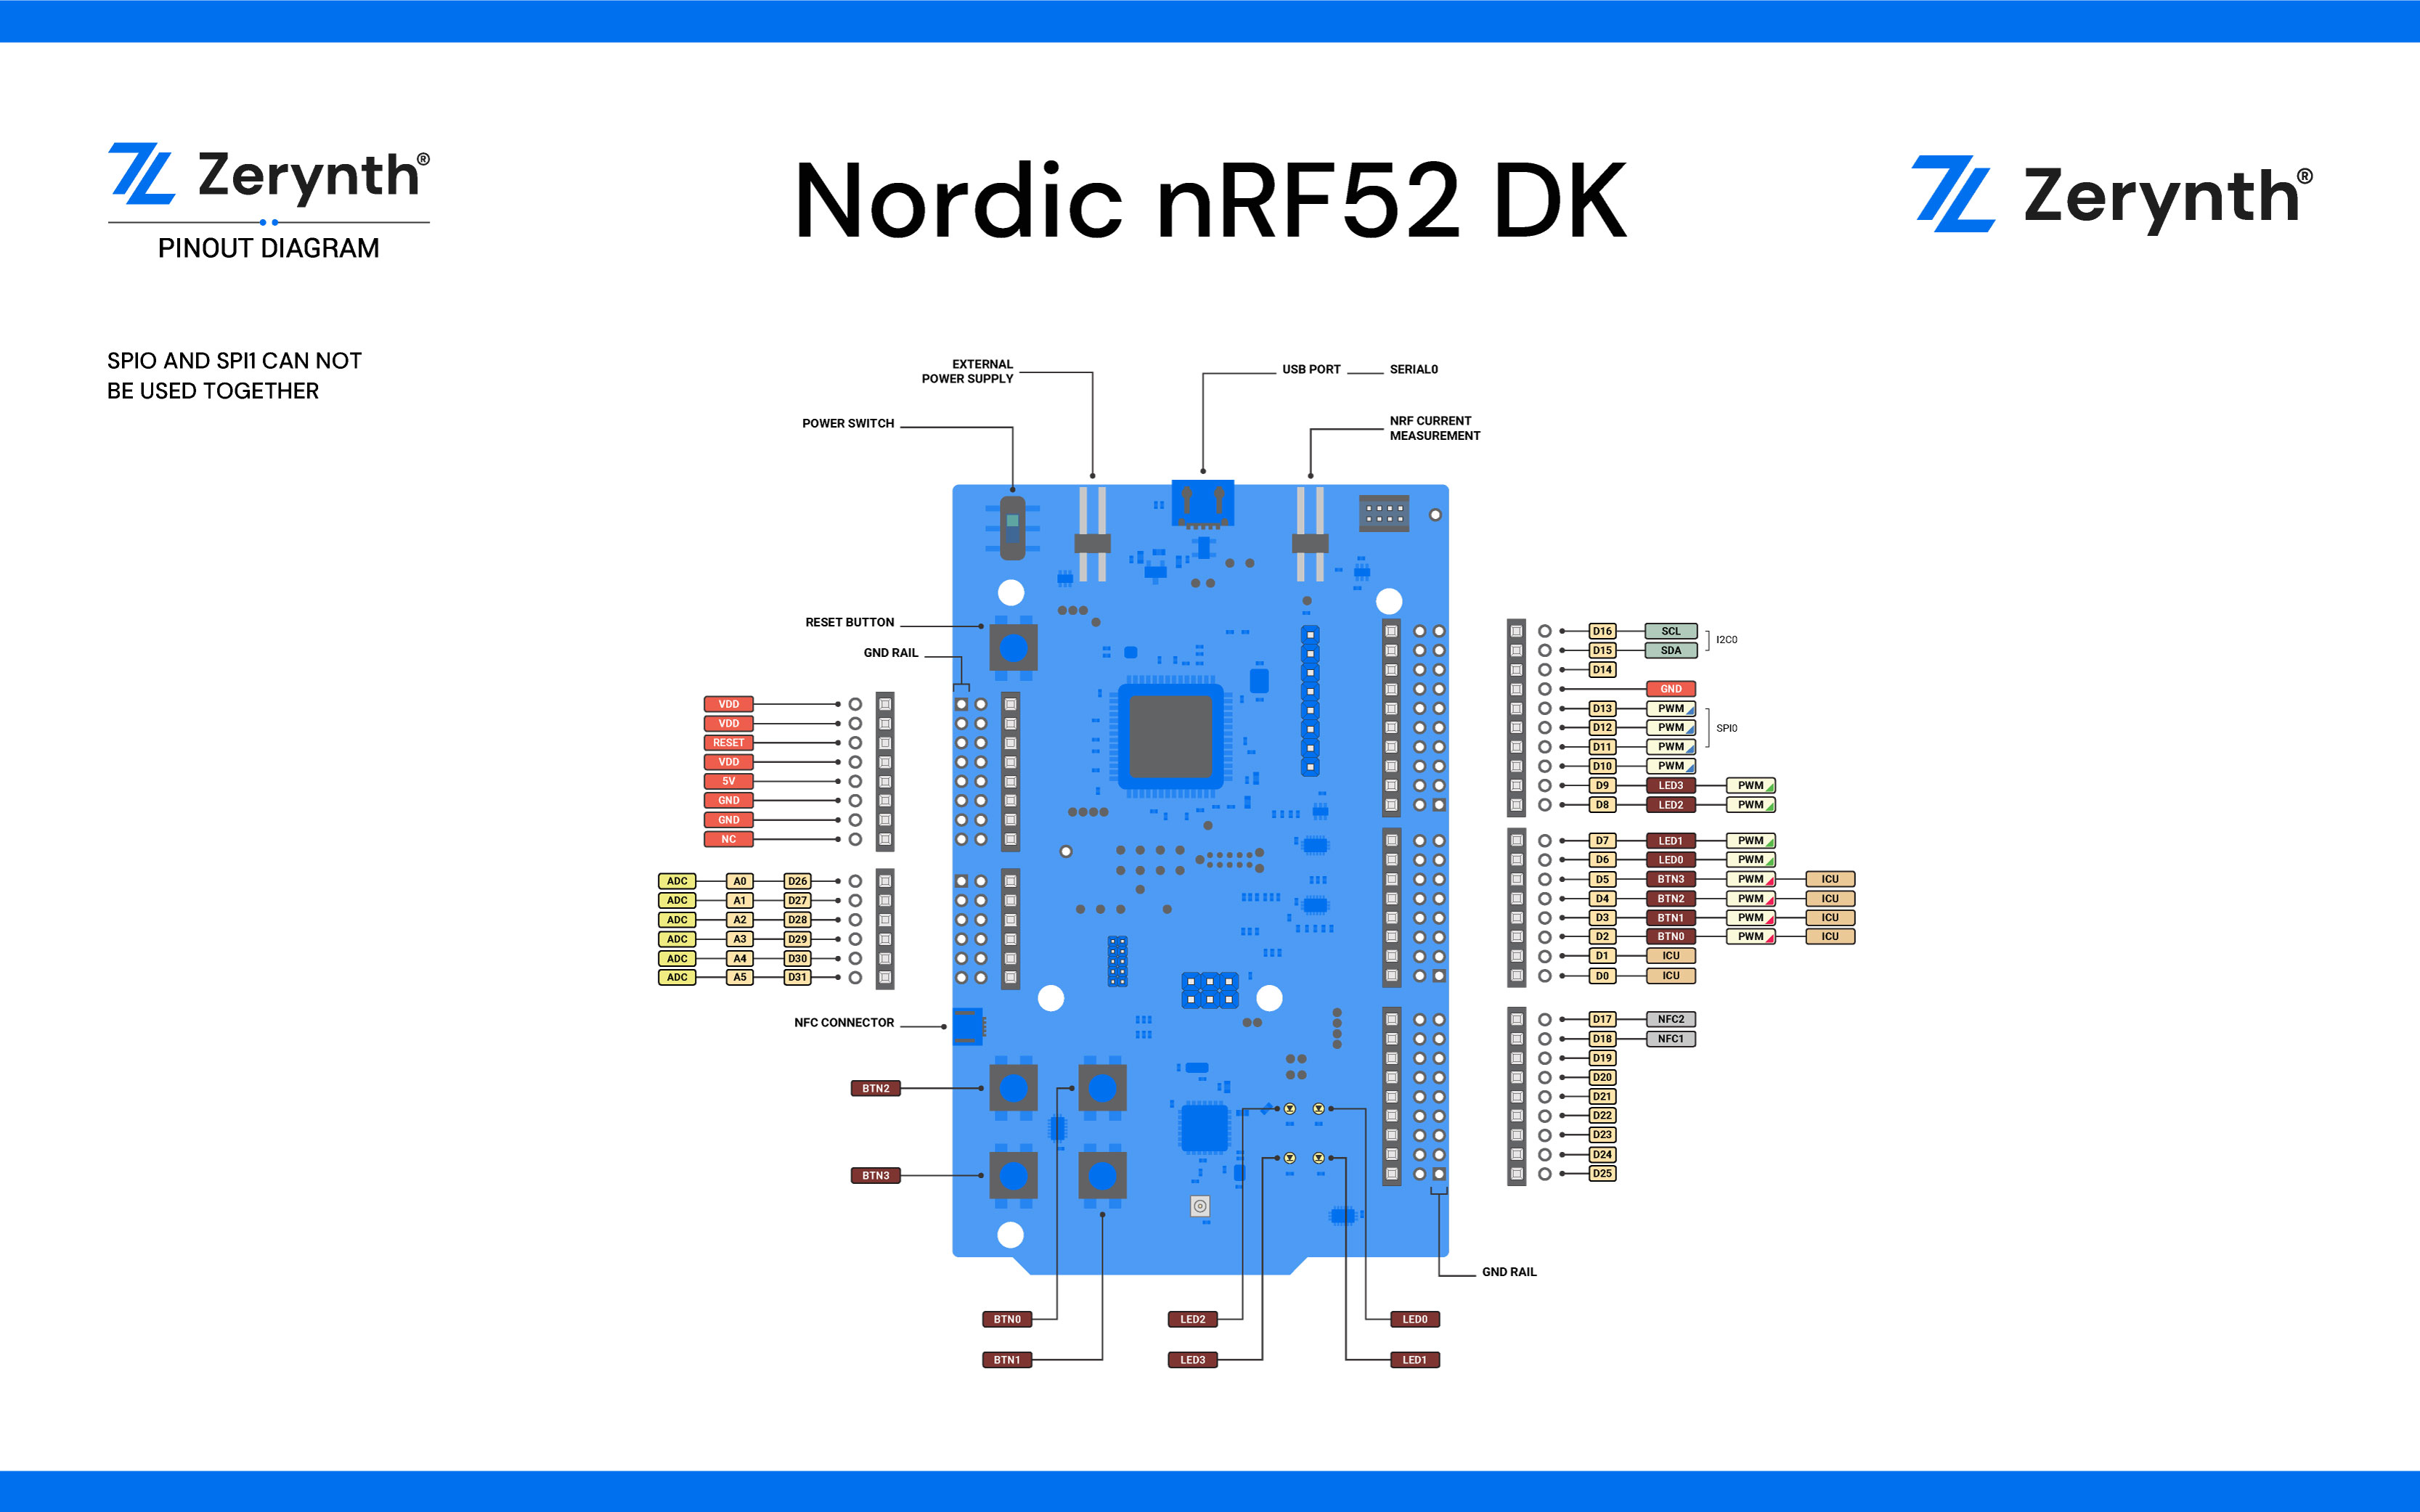 Zerynth®
PINOUT DIAGRAM
Nordic nRF52 DK
Zerynth®
SPI0 AND SPI1 CAN NOT
BE USED TOGETHER
EXTERNAL
POWER SUPPLY
USB PORT
SERIAL0
POWER SWITCH
NRF CURRENT
MEASUREMENT
RESET BUTTON
GND RAIL
VDD
VDD
RESET
VDD
5V
GND
GND
NC
ADC A0 D26
ADC A1 D27
ADC A2 D28
ADC A3 D29
ADC A4 D30
ADC A5 D31
NFC CONNECTOR
BTN2
BTN3
D16 SCL
I2C0
D15 SDA
D14
GND
D13 PWM
D12 PWM
SPI0
D11 PWM
D10 PWM
D9 LED3 PWM
D8 LED2 PWM
D7 LED1 PWM
D6 LED0 PWM
D5 BTN3 PWM ICU
D4 BTN2 PWM ICU
D3 BTN1 PWM ICU
D2 BTN0 PWM ICU
D1 ICU
D0 ICU
D17 NFC2
D18 NFC1
D19
D20
D21
D22
D23
D24
D25
GND RAIL
BTN0
LED2
LED0
BTN1
LED3
LED1